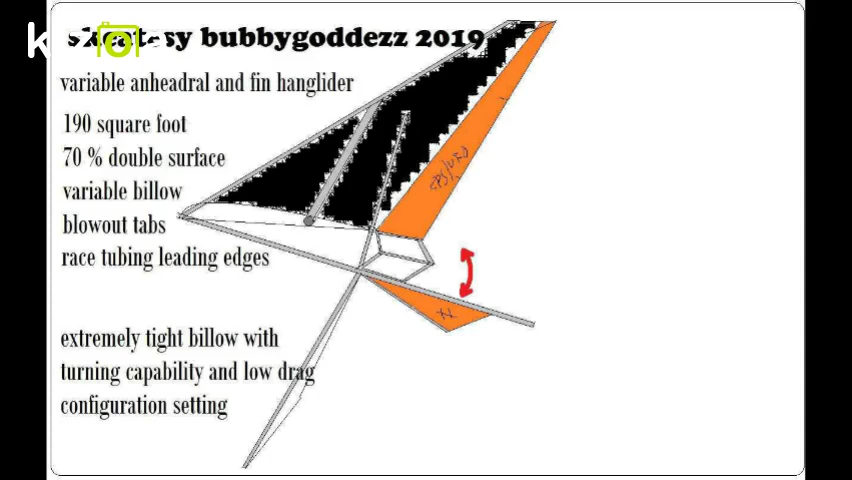 bubbygoddezz 2019
variable anheadral and fin hanglider
190 square foot
70 % double surface
variable billow
blowout tabs
race tubing leading edges
extremely tight billow with
turning capability and low drag
configuration setting